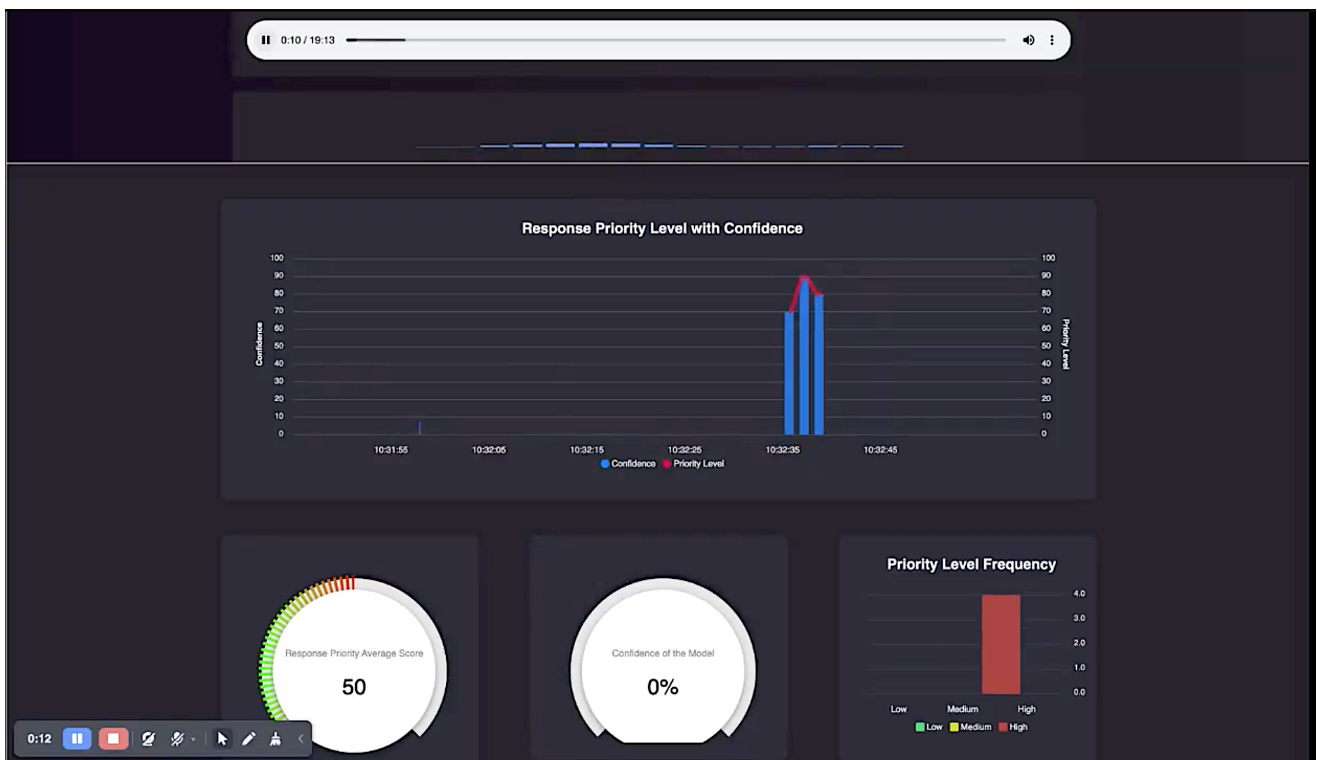 0:10 / 19:13
Response Priority Level with Confidence
100 100
90 90
80 80
70 70
60 60
50 50
40 40
30 30
20 20
10 10
0 0
Confidence
Priority Level
10:31:55 10:32:05 10:32:15 10:32:25 10:32:35 10:32:45
Confidence Priority Level
Response Priority Average Score
50
Confidence of the Model
0%
Priority Level Frequency
4.0
3.0
2.0
1.0
0.0
Low Medium High
Low Medium High
0:12